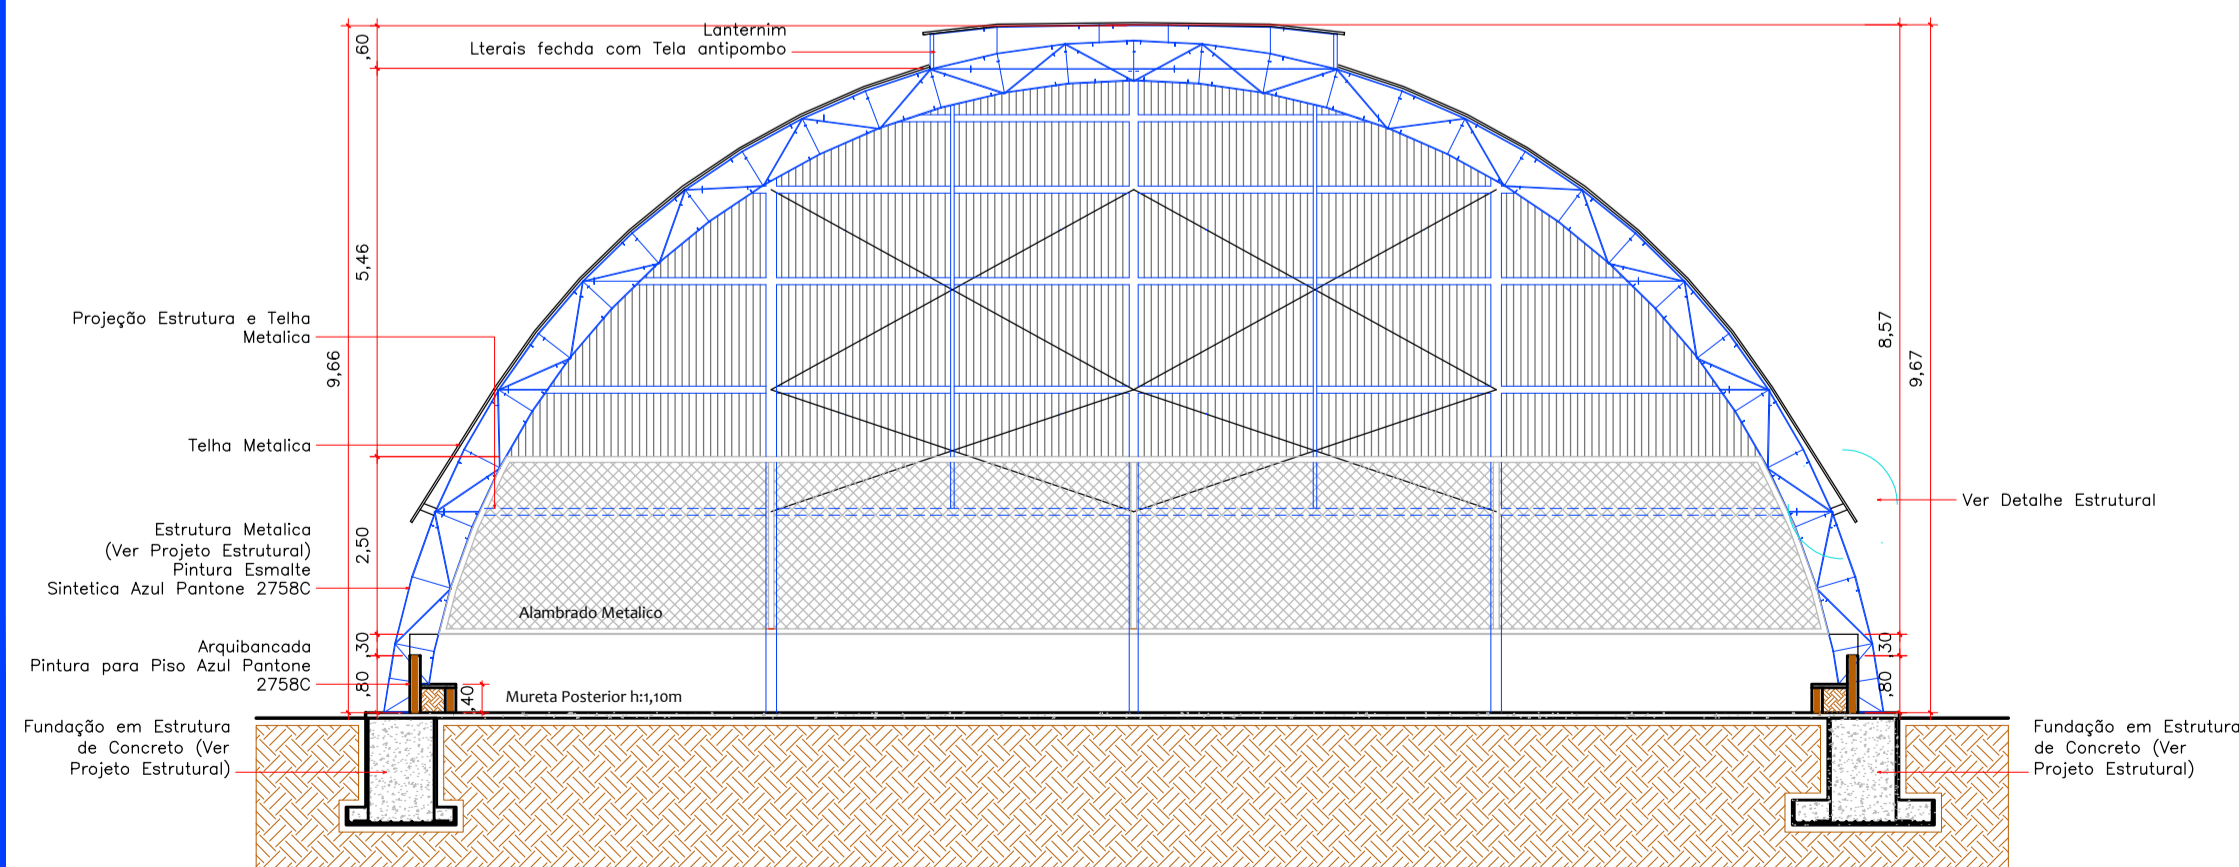 Lanternim
Lterais fechda com Tela antipombo
,60
5,46
9,66
2,50
,30
,80
,40
Projeção Estrutura e Telha
Metalica
Telha Metalica
Estrutura Metalica
(Ver Projeto Estrutural)
Pintura Esmalte
Sintetica Azul Pantone 2758C
Arquibancada
Pintura para Piso Azul Pantone
2758C
Fundação em Estrutura
de Concreto (Ver
Projeto Estrutural)
Alambrado Metalico
Mureta Posterior h:1,10m
8,57
9,67
,30
,80
Ver Detalhe Estrutural
Fundação em Estrutura
de Concreto (Ver
Projeto Estrutural)